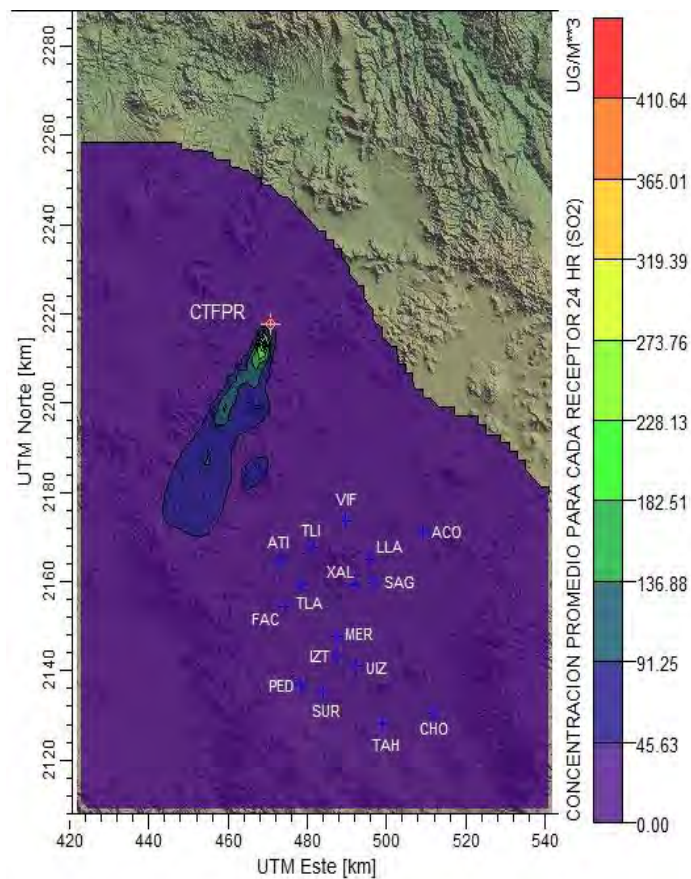 2280
2260
2240
2220
2200
2180
2160
2140
2120
UTM Norte [km]
CTFPR
VIF
TLI
ACO
ATI
LLA
XAL
SAG
TLA
FAC
MER
IZT
UIZ
PED
SUR
CHO
TAH
420
440
460
480
500
520
540
UTM Este [km]
CONCENTRACION PROMEDIO PARA CADA RECEPTOR 24 HR (SO2)
UG/M**3
410.64
365.01
319.39
273.76
228.13
182.51
136.88
91.25
45.63
0.00